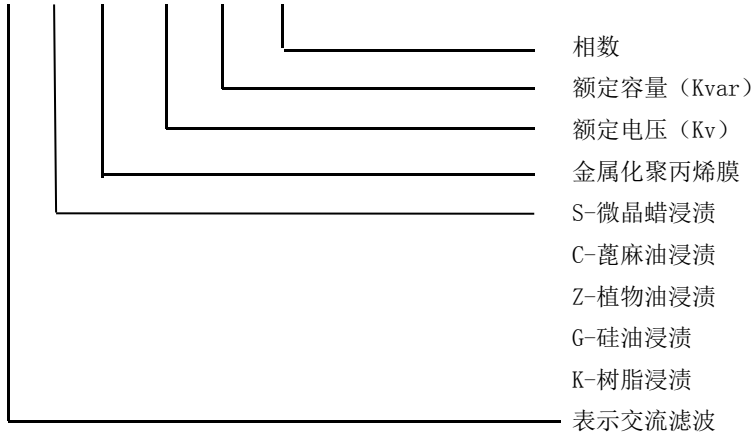 相数
额定容量（Kvar）
额定电压（Kv）
金属化聚丙烯膜
S-微晶蜡浸渍
C-蓖麻油浸渍
Z-植物油浸渍
G-硅油浸渍
K-树脂浸渍
表示交流滤波